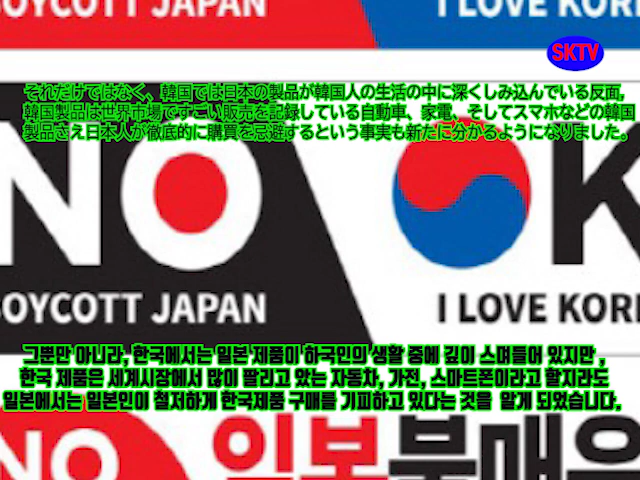 BOYCOTT JAPAN
I LOVE KORE
SKTV
それだけではなく、韓国では日本の製品が韓国人の生活の中に深くしみ込んでいる反面,
韓国製品は世界市場ですごい販売を記録している自動車、家電、そしてスマホなどの韓国
製品さえ日本人が徹底的に購買を忌避するという事実も新たに分かるようになりました。
NO
OK
BOYCOTT JAPAN
I LOVE KORE
그뿐만 아니라, 한국에서는 일본 제품이 하국인의 생활 중에 깊이 스며들어 있지만 ,
한국 제품은 세계시장에서 많이 팔리고 았는 자동차, 가전, 스마트폰이라고 할지라도
일본에서는 일본인이 철저하게 한국제품 구매를 기피하고 있다는 것을 알게 되었습니다.
NO
일본불매운